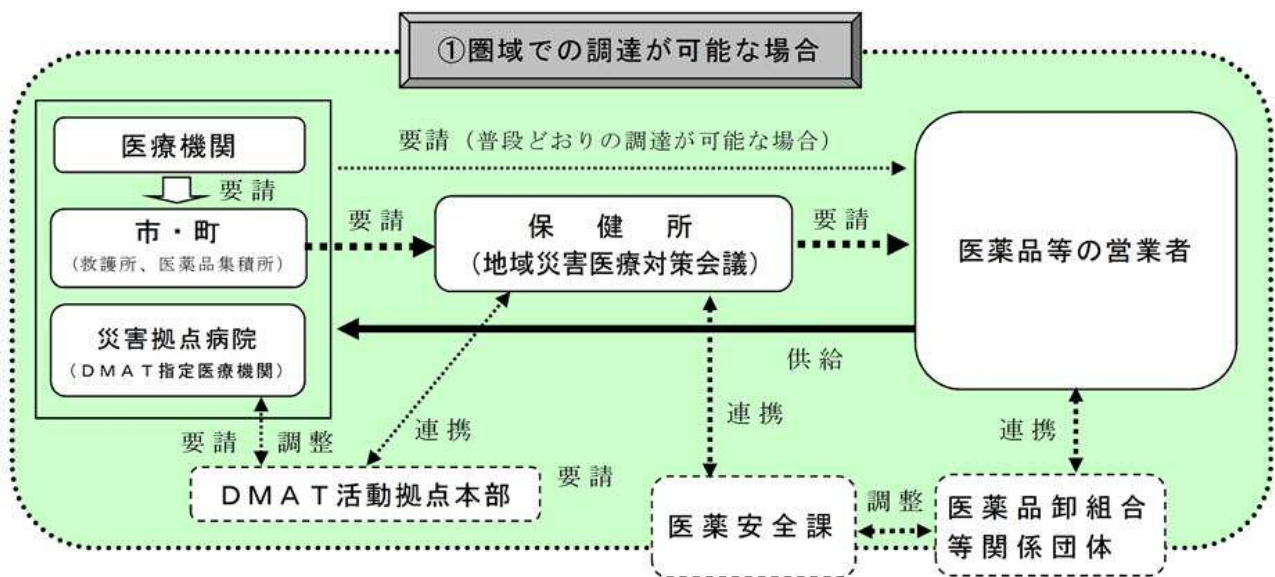 ①圏域での調達が可能な場合
医療機関
要請
市・町
(救護所、医薬品集積所)
災害拠点病院
(DMAT指定医療機関)
要請(普段どおりの調達が可能な場合)
要請
保健所
(地域災害医療対策会議)
要請
医薬品等の営業者
供給
要請
調整
連携
連携
連携
DMAT活動拠点本部
要請
医薬安全課
調整
医薬品卸組合
等関係団体